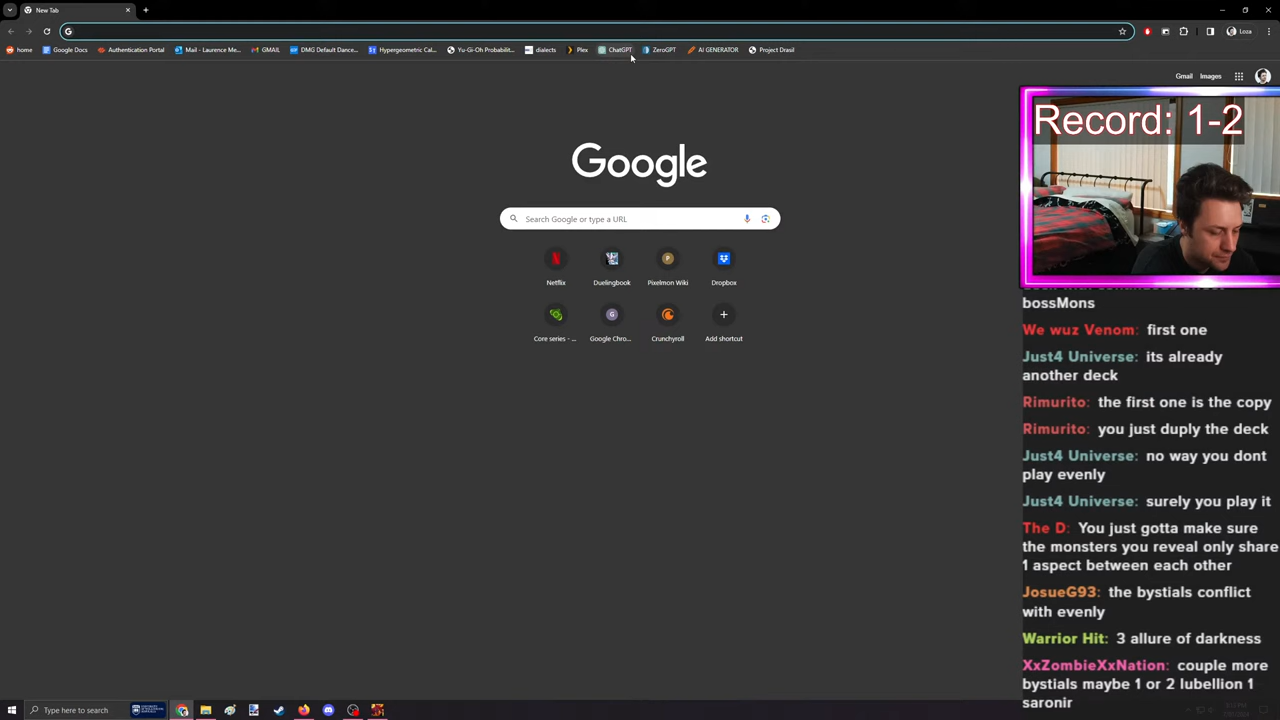 New Tab
home
Google Docs
Authentication Portal
Mail - Laurence Me...
GMAIL
DMG Default Dance...
Hypergeometric Cal...
Yu-Gi-Oh Probabilit...
dialects
Plex
ChatGPT
ZeroGPT
AI GENERATOR
Project Drasil
Loza
Gmail
Images
Record: 1-2
Google
Search Google or type a URL
Netflix
Duelingbook
Pixelmon Wiki
Dropbox
Core series - ...
Google Chro...
Crunchyroll
Add shortcut
bossMons
We wuz Venom: first one
Just4 Universe: its already
another deck
Rimurito: the first one is the copy
Rimurito: you just duply the deck
Just4 Universe: no way you dont
play evenly
Just4 Universe: surely you play it
The D: You just gotta make sure
the monsters you reveal only share
1 aspect between each other
JosueG93: the bystials conflict
with evenly
Warrior Hit: 3 allure of darkness
XxZombieXxNation: couple more
bystials maybe 1 or 2 lubellion 1
saronir
Type here to search